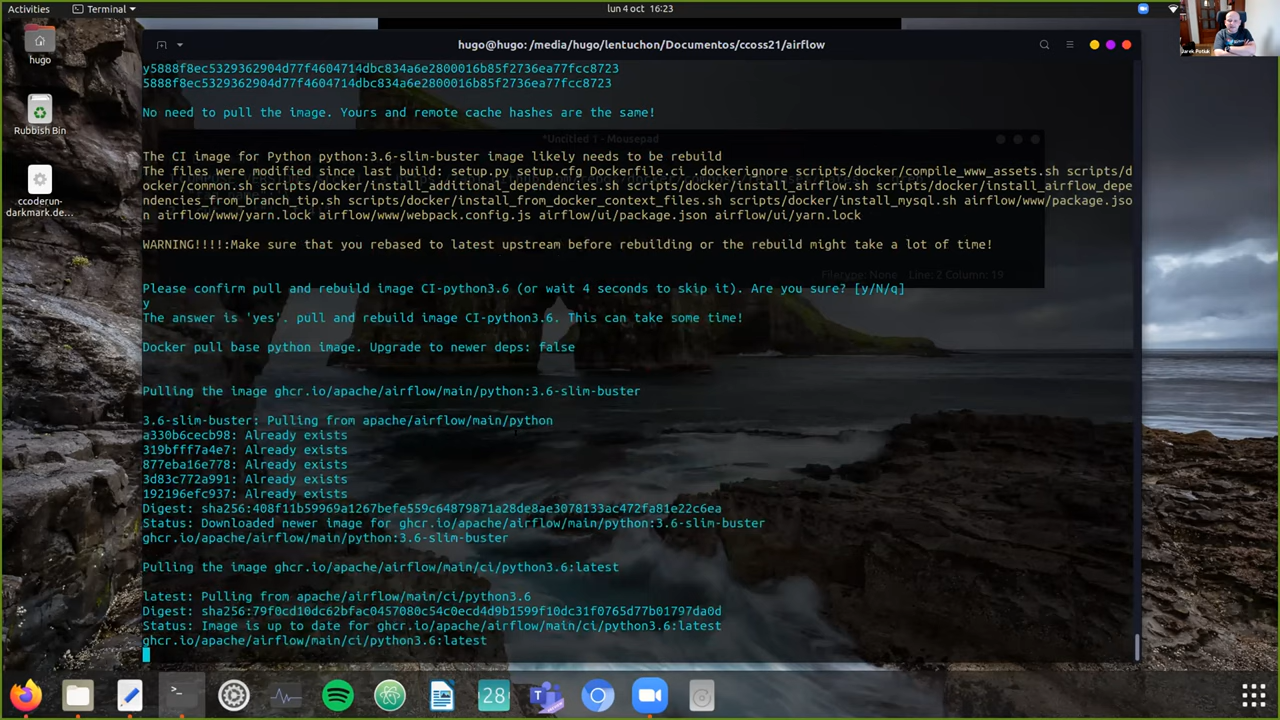 Activities
Terminal
lun 4 oct 16:23
hugo@hugo: /media/hugo/lentuchon/Documentos/ccoss21/airflow
Jarek Potiuk
hugo
Rubbish Bin
ccoderun-
darkmark.de...
y5888f8ec5329362904d77f4604714dbc834a6e2800016b85f2736ea77fcc8723
5888f8ec5329362904d77f4604714dbc834a6e2800016b85f2736ea77fcc8723
No need to pull the image. Yours and remote cache hashes are the same!
*Untitled 1 - Mousepad
The CI image for Python python:3.6-slim-buster image likely needs to be rebuild
The files were modified since last build: setup.py setup.cfg Dockerfile.ci .dockerignore scripts/docker/compile_www_assets.sh scripts/d
ocker/common.sh scripts/docker/install_additional_dependencies.sh scripts/docker/install_airflow.sh scripts/docker/install_airflow_depe
ndencies_from_branch_tip.sh scripts/docker/install_from_docker_context_files.sh scripts/docker/install_mysql.sh airflow/www/package.jso
n airflow/www/yarn.lock airflow/www/webpack.config.js airflow/ui/package.json airflow/ui/yarn.lock
WARNING!!!!:Make sure that you rebased to latest upstream before rebuilding or the rebuild might take a lot of time!
Filetype: None Line: 2 Column: 19
Please confirm pull and rebuild image CI-python3.6 (or wait 4 seconds to skip it). Are you sure? [y/N/q]
y
The answer is 'yes'. pull and rebuild image CI-python3.6. This can take some time!
Docker pull base python image. Upgrade to newer deps: false
Pulling the image ghcr.io/apache/airflow/main/python:3.6-slim-buster
3.6-slim-buster: Pulling from apache/airflow/main/python
a330b6cecb98: Already exists
319bfff7a4e7: Already exists
877eba16e778: Already exists
3d83c772a991: Already exists
192196efc937: Already exists
Digest: sha256:408f11b59969a1267befe559c64879871a28de8ae3078133ac472fa81e22c6ea
Status: Downloaded newer image for ghcr.io/apache/airflow/main/python:3.6-slim-buster
ghcr.io/apache/airflow/main/python:3.6-slim-buster
Pulling the image ghcr.io/apache/airflow/main/ci/python3.6:latest
latest: Pulling from apache/airflow/main/ci/python3.6
Digest: sha256:79f0cd10dc62bfac0457080c54c0ecd4d9b1599f10dc31f0765d77b01797da0d
Status: Image is up to date for ghcr.io/apache/airflow/main/ci/python3.6:latest
ghcr.io/apache/airflow/main/ci/python3.6:latest
28